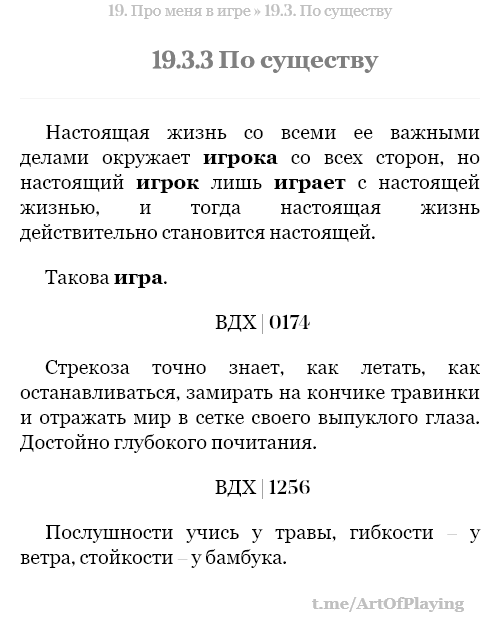 19. Про меня в игре » 19.3. По существу
19.3.3 По существу
Настоящая жизнь со всеми ее важными
делами окружает игрока со всех сторон, но
настоящий игрок лишь играет с настоящей
жизнью, и тогда настоящая жизнь
действительно становится настоящей.
Такова игра.
ВДХ | 0174
Стрекоза точно знает, как летать, как
останавливаться, замирать на кончике травинки
и отражать мир в сетке своего выпуклого глаза.
Достойно глубокого почитания.
ВДХ | 1256
Послушности учись у травы, гибкости – у
ветра, стойкости – у бамбука.
t.me/ArtOfPlaying